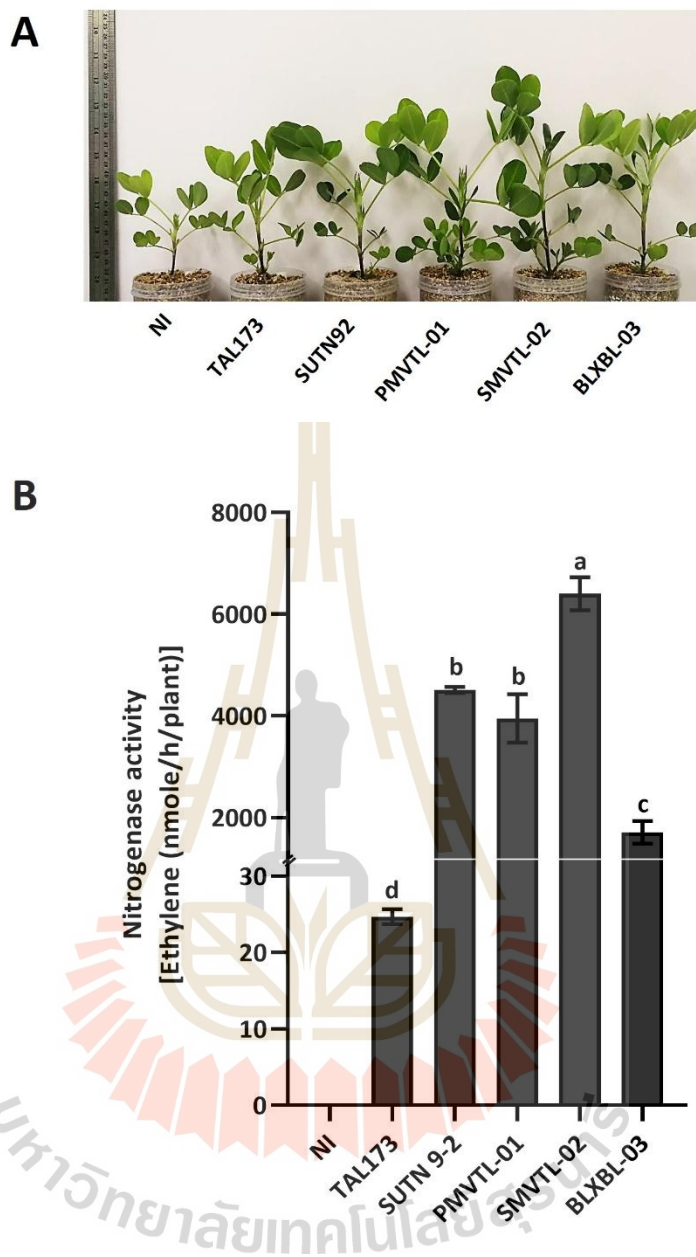 A
NI
TAL173
SUTN92
PMVTL-01
SMVTL-02
BLXBL-03
B
Nitrogenase activity
[Ethylene (nmole/h/plant)]
8000
6000
4000
2000
30
20
10
0
d
b
b
a
c
NI
TAL173
SUTN 9-2
PMVTL-01
SMVTL-02
BLXBL-03
มหาวิทยาลัยเทคโนโลยีสุรนารี